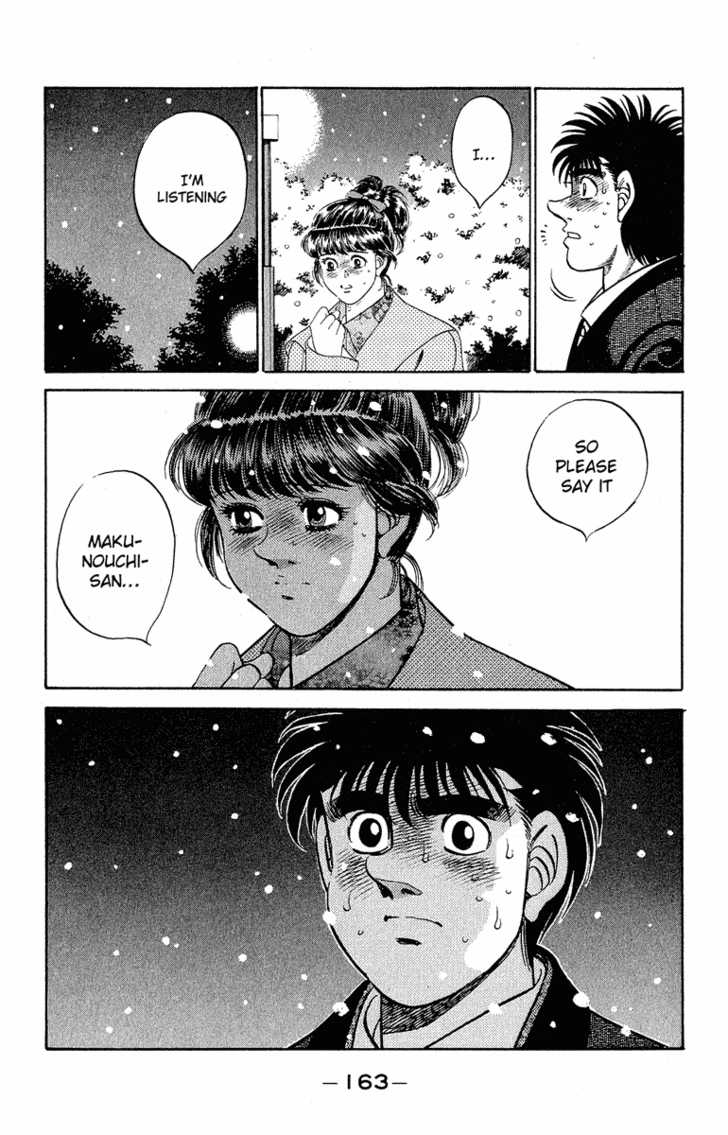 I...
I'M
LISTENING
SO
PLEASE
SAY IT
MAKU-
NOUCHI-
SAN...
-163-